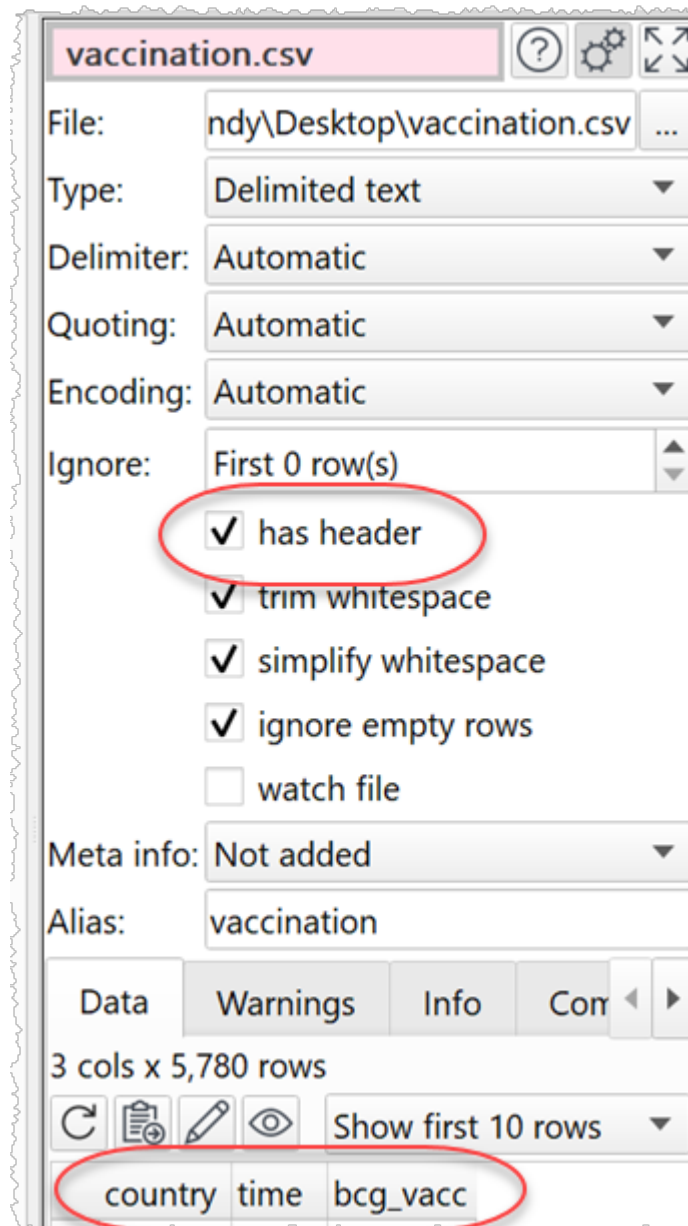 vaccination.csv
File: ndy\Desktop\vaccination.csv ...
Type: Delimited text
Delimiter: Automatic
Quoting: Automatic
Encoding: Automatic
Ignore: First 0 row(s)
has header
trim whitespace
simplify whitespace
ignore empty rows
watch file
Meta info: Not added
Alias: vaccination
Data Warnings Info Com
3 cols x 5,780 rows
Show first 10 rows
country time bcg_vacc